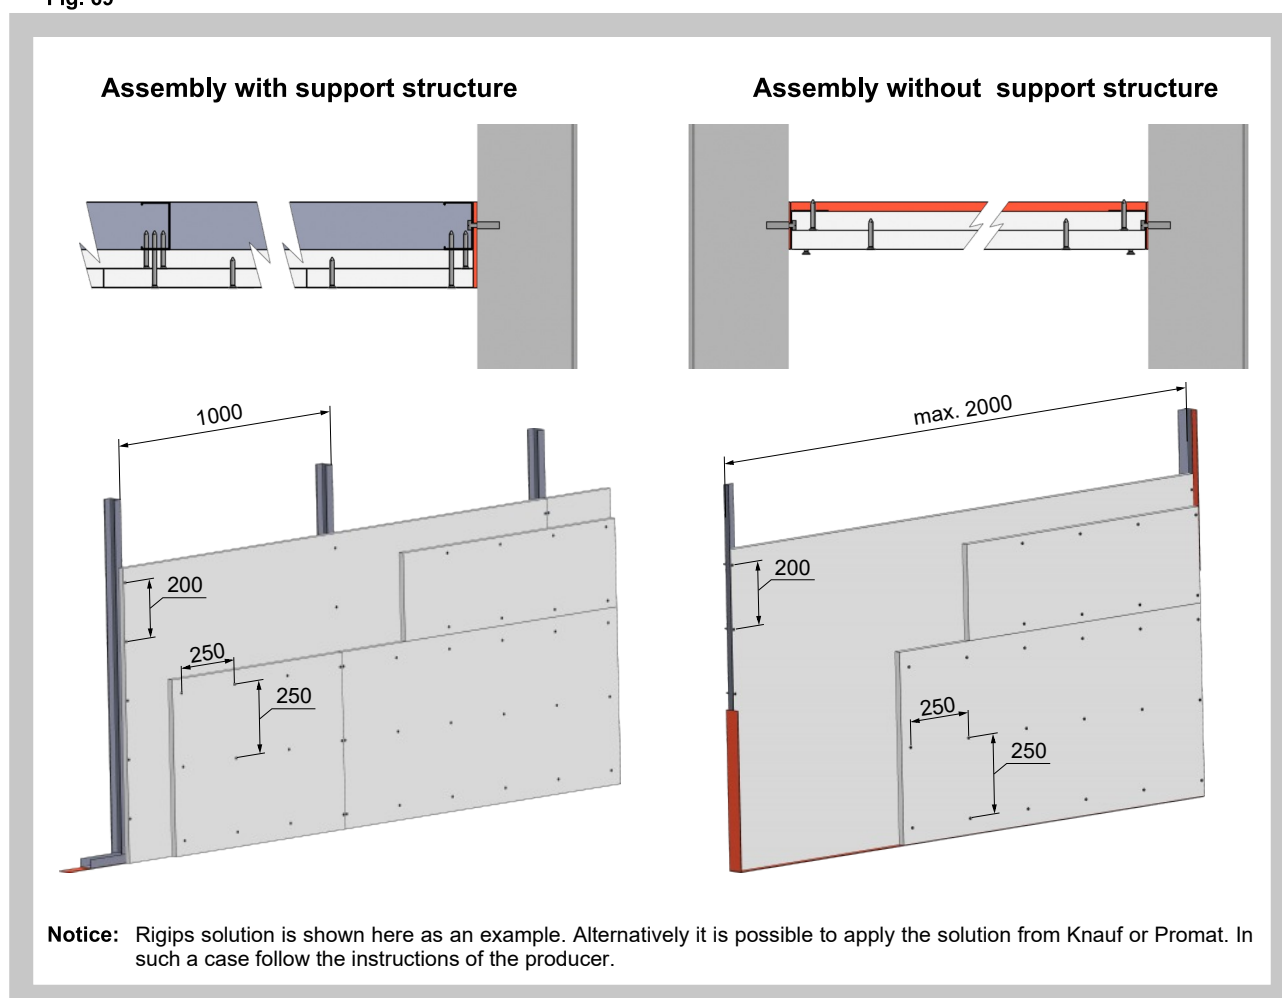 Fig. 69
Assembly with support structure
Assembly without support structure
1000
max. 2000
200
250
250
200
250
250
Notice: Rigips solution is shown here as an example. Alternatively it is possible to apply the solution from Knauf or Promat. In
such a case follow the instructions of the producer.